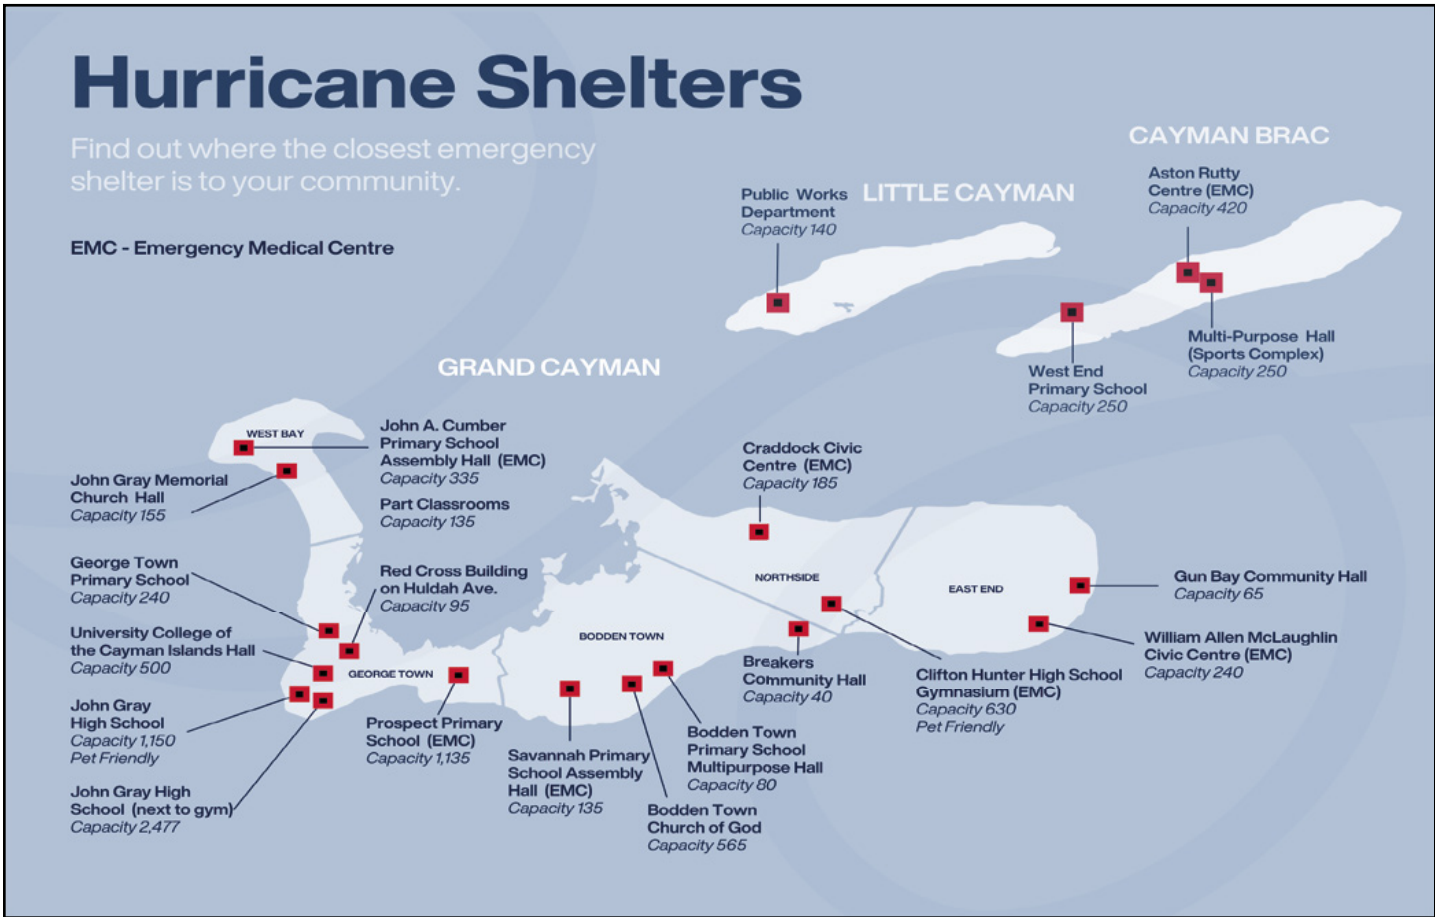 Hurricane Shelters
Find out where the closest emergency
shelter is to your community.
EMC - Emergency Medical Centre
CAYMAN BRAC
Aston Rutty
Centre (EMC)
Capacity 420
LITTLE CAYMAN
Public Works
Department
Capacity 140
Multi-Purpose Hall
(Sports Complex)
Capacity 250
West End
Primary School
Capacity 250
GRAND CAYMAN
WEST BAY
John A. Cumber
Primary School
Assembly Hall (EMC)
Capacity 335
Part Classrooms
Capacity 135
John Gray Memorial
Church Hall
Capacity 155
George Town
Primary School
Capacity 240
Red Cross Building
on Huldah Ave.
Capacity 95
University College of
the Cayman Islands Hall
Capacity 500
GEORGE TOWN
John Gray
High School
Capacity 1,150
Pet Friendly
John Gray High
School (next to gym)
Capacity 2,477
Prospect Primary
School (EMC)
Capacity 1,135
Savannah Primary
School Assembly
Hall (EMC)
Capacity 135
BODDEN TOWN
Bodden Town
Primary School
Multipurpose Hall
Capacity 80
Bodden Town
Church of God
Capacity 565
Craddock Civic
Centre (EMC)
Capacity 185
NORTHSIDE
Breakers
Community Hall
Capacity 40
EAST END
Clifton Hunter High School
Gymnasium (EMC)
Capacity 630
Pet Friendly
Gun Bay Community Hall
Capacity 65
William Allen McLaughlin
Civic Centre (EMC)
Capacity 240